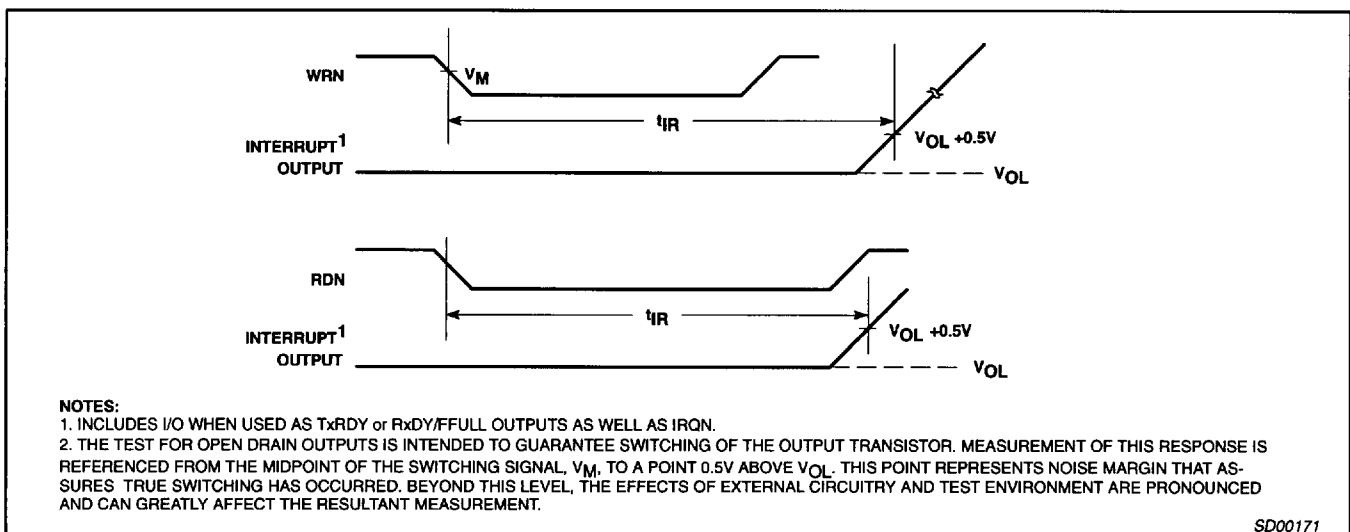 WRN
VM
tIR
INTERRUPT1
OUTPUT
VOL +0.5V
VOL
RDN
tIR
INTERRUPT1
OUTPUT
VOL +0.5V
VOL
NOTES:
1. INCLUDES I/O WHEN USED AS TxRDY or RxDY/FFULL OUTPUTS AS WELL AS IRQN.
2. THE TEST FOR OPEN DRAIN OUTPUTS IS INTENDED TO GUARANTEE SWITCHING OF THE OUTPUT TRANSISTOR. MEASUREMENT OF THIS RESPONSE IS
REFERENCED FROM THE MIDPOINT OF THE SWITCHING SIGNAL, VM, TO A POINT 0.5V ABOVE VOL. THIS POINT REPRESENTS NOISE MARGIN THAT AS-
SURES TRUE SWITCHING HAS OCCURRED. BEYOND THIS LEVEL, THE EFFECTS OF EXTERNAL CIRCUITRY AND TEST ENVIRONMENT ARE PRONOUNCED
AND CAN GREATLY AFFECT THE RESULTANT MEASUREMENT.
SD00171